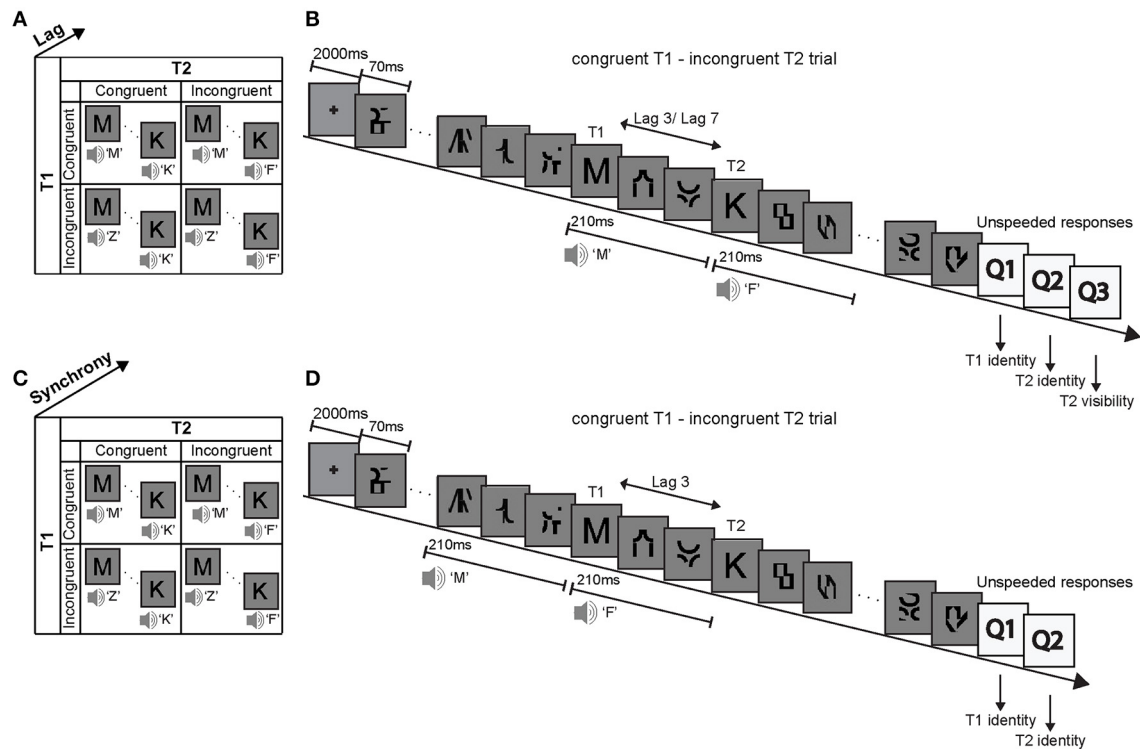 A
Lag
T2
Congruent Incongruent
T1
Congruent
M M
K K
'M' 'M'
'K' 'F'
Incongruent
M M
K K
'Z' 'Z'
'K' 'F'
B
congruent T1 - incongruent T2 trial
2000ms
70ms
+
Lag 3/ Lag 7
T1
M
T2
K
210ms
'M'
210ms
'F'
Unspeeded responses
Q1
Q2
Q3
T1 identity
T2 identity
T2 visibility
C
Synchrony
T2
Congruent Incongruent
T1
Congruent
M M
K K
'M' 'M'
'K' 'F'
Incongruent
M M
K K
'Z' 'Z'
'K' 'F'
D
congruent T1 - incongruent T2 trial
2000ms
70ms
+
Lag 3
T1
M
T2
K
210ms
'M'
210ms
'F'
Unspeeded responses
Q1
Q2
T1 identity
T2 identity